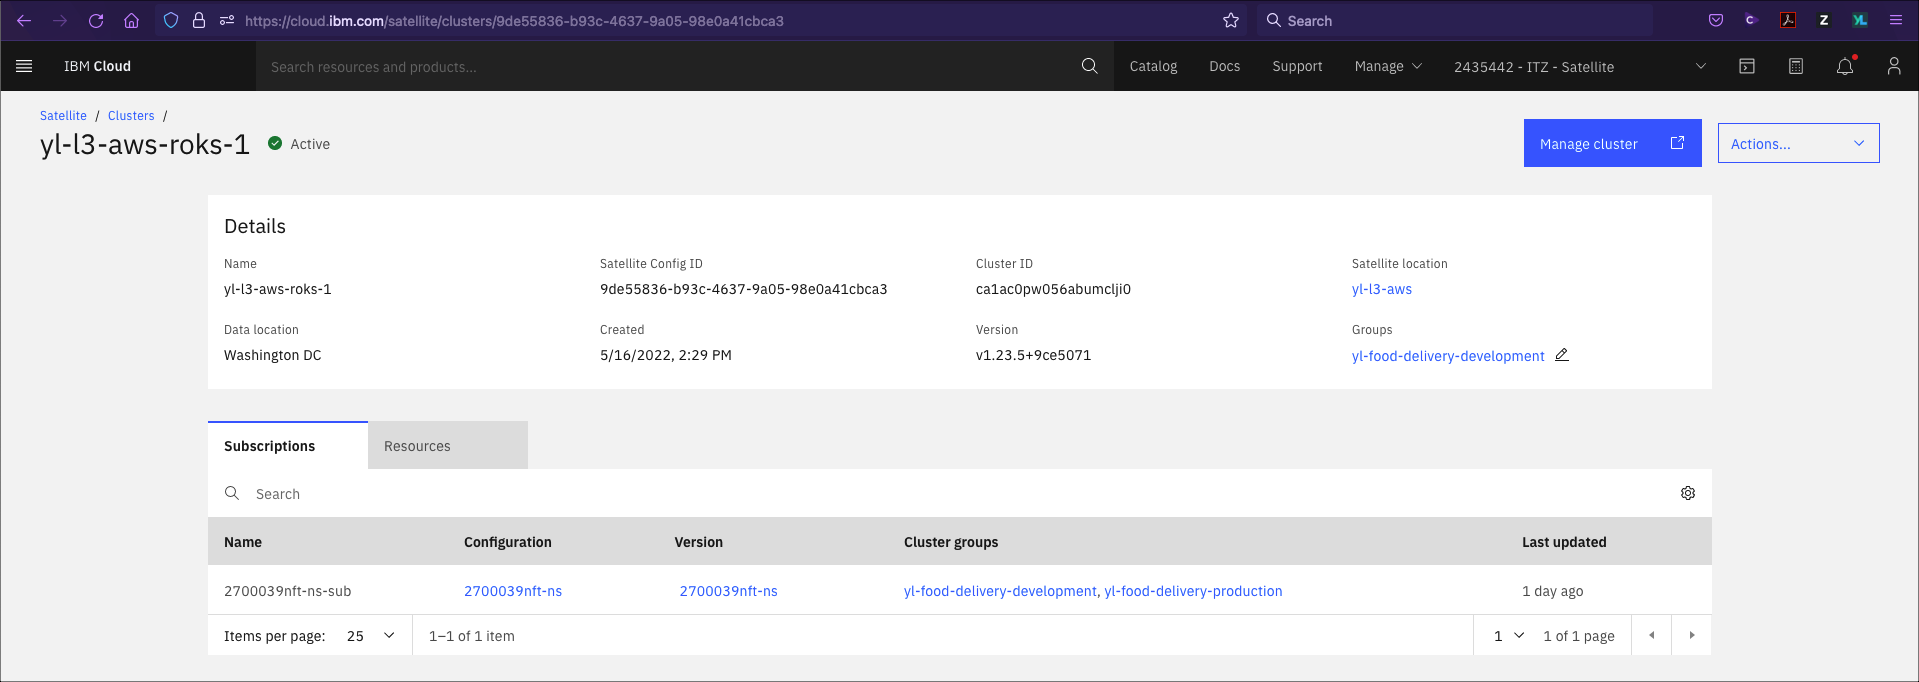 https://cloud.ibm.com/satellite/clusters/9de55836-b93c-4637-9a05-98e0a41cbca3 Search C Z YL
IBM Cloud Search resources and products... Catalog Docs Support Manage 2435442 - ITZ - Satellite
Satellite / Clusters /
yl-l3-aws-roks-1 Active Manage cluster Actions...
Details
Name Satellite Config ID Cluster ID Satellite location
yl-l3-aws-roks-1 9de55836-b93c-4637-9a05-98e0a41cbca3 ca1ac0pw056abumclji0 yl-l3-aws
Data location Created Version Groups
Washington DC 5/16/2022, 2:29 PM v1.23.5+9ce5071 yl-food-delivery-development
Subscriptions Resources
Search
Name Configuration Version Cluster groups Last updated
2700039nft-ns-sub 2700039nft-ns 2700039nft-ns yl-food-delivery-development, yl-food-delivery-production 1 day ago
Items per page: 25 1–1 of 1 item 1 1 of 1 page